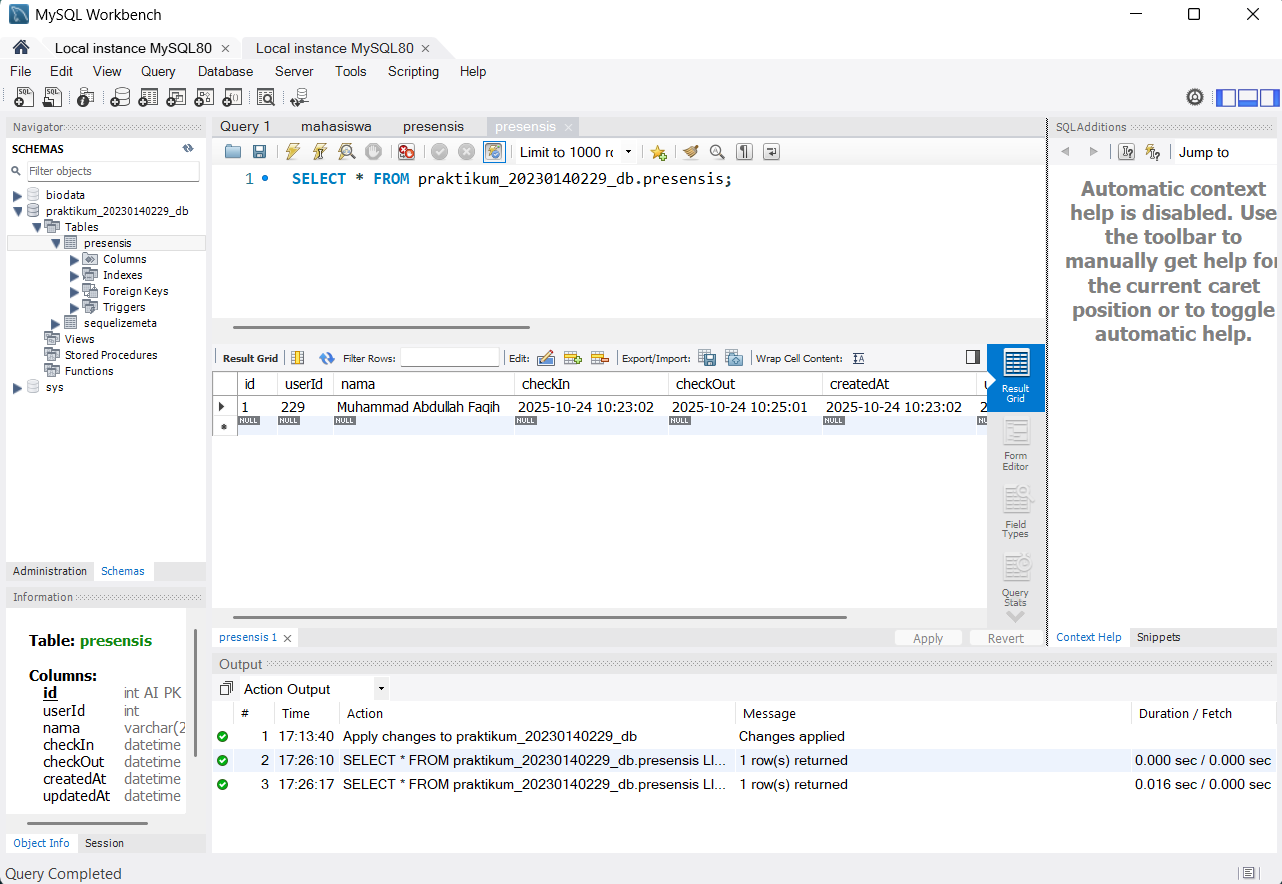 MySQL Workbench
Local instance MySQL80 Local instance MySQL80
File Edit View Query Database Server Tools Scripting Help
Navigator
SCHEMAS
Filter objects
biodata
praktikum_20230140229_db
Tables
presensis
Columns
Indexes
Foreign Keys
Triggers
sequelizemeta
Views
Stored Procedures
Functions
sys
Administration Schemas
Information
Table: presensis
Columns:
id int AI PK
userId int
nama varchar(2
checkIn datetime
checkOut datetime
createdAt datetime
updatedAt datetime
Object Info Session
Query 1 mahasiswa presensis presensis
Limit to 1000 r
1 SELECT * FROM praktikum_20230140229_db.presensis;
Result Grid Filter Rows: Edit: Export/Import: Wrap Cell Content:
id userId nama checkIn checkOut createdAt
1 229 Muhammad Abdullah Faqih 2025-10-24 10:23:02 2025-10-24 10:25:01 2025-10-24 10:23:02 2
NULL NULL NULL NULL NULL NULL
Result
Grid
Form
Editor
Field
Types
Query
Stats
presensis 1 Apply Revert
SQLAdditions
Jump to
Automatic context
help is disabled. Use
the toolbar to
manually get help for
the current caret
position or to toggle
automatic help.
Context Help Snippets
Output
Action Output
# Time Action Message Duration / Fetch
1 17:13:40 Apply changes to praktikum_20230140229_db Changes applied
2 17:26:10 SELECT * FROM praktikum_20230140229_db.presensis LI... 1 row(s) returned 0.000 sec / 0.000 sec
3 17:26:17 SELECT * FROM praktikum_20230140229_db.presensis LI... 1 row(s) returned 0.016 sec / 0.000 sec
Query Completed